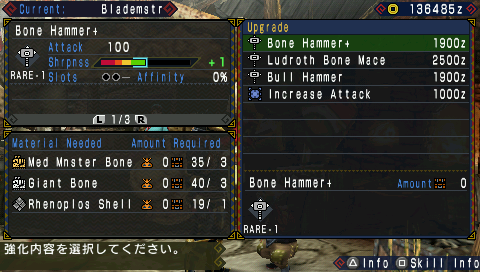 Current: Blademstr
136485z
Bone Hammer+
Attack 100
Shrpnss +1
RARE-1 Slots Affinity 0%
L 1/3 R
Material Needed Amount Required
Med Mnster Bone 0 35/ 3
Giant Bone 0 40/ 3
Rhenoplos Shell 0 19/ 1
Upgrade
Bone Hammer+ 1900z
Ludroth Bone Mace 2500z
Bull Hammer 1900z
Increase Attack 1000z
Bone Hammer+ Amount 0
RARE-1
強化内容を選択してください。
Info Skill Info